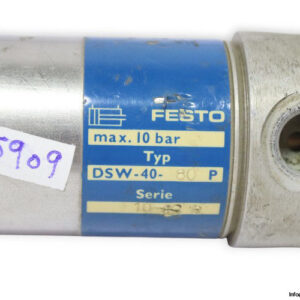 FESTO
max. 10 bar
Typ
DSW-40- 80 P
Serie
5909